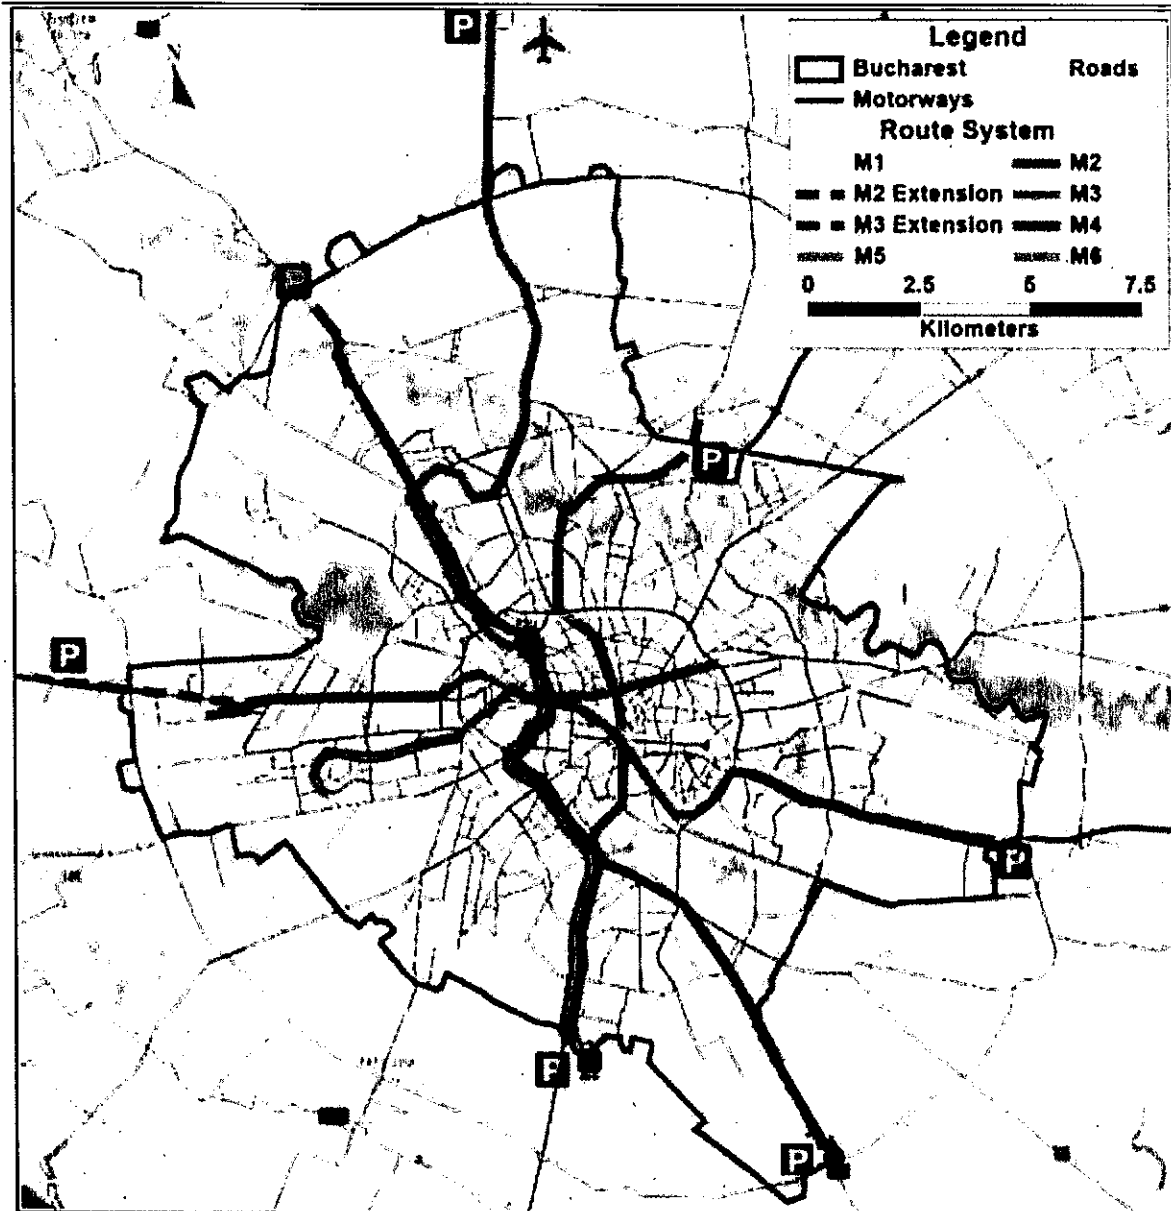 P
N
Legend
Bucharest Roads
Motorways
Route System
M1 M2
M2 Extension M3
M3 Extension M4
M5 M6
0 2.5 5 7.5
Kilometers
P
P
P
P
P
P